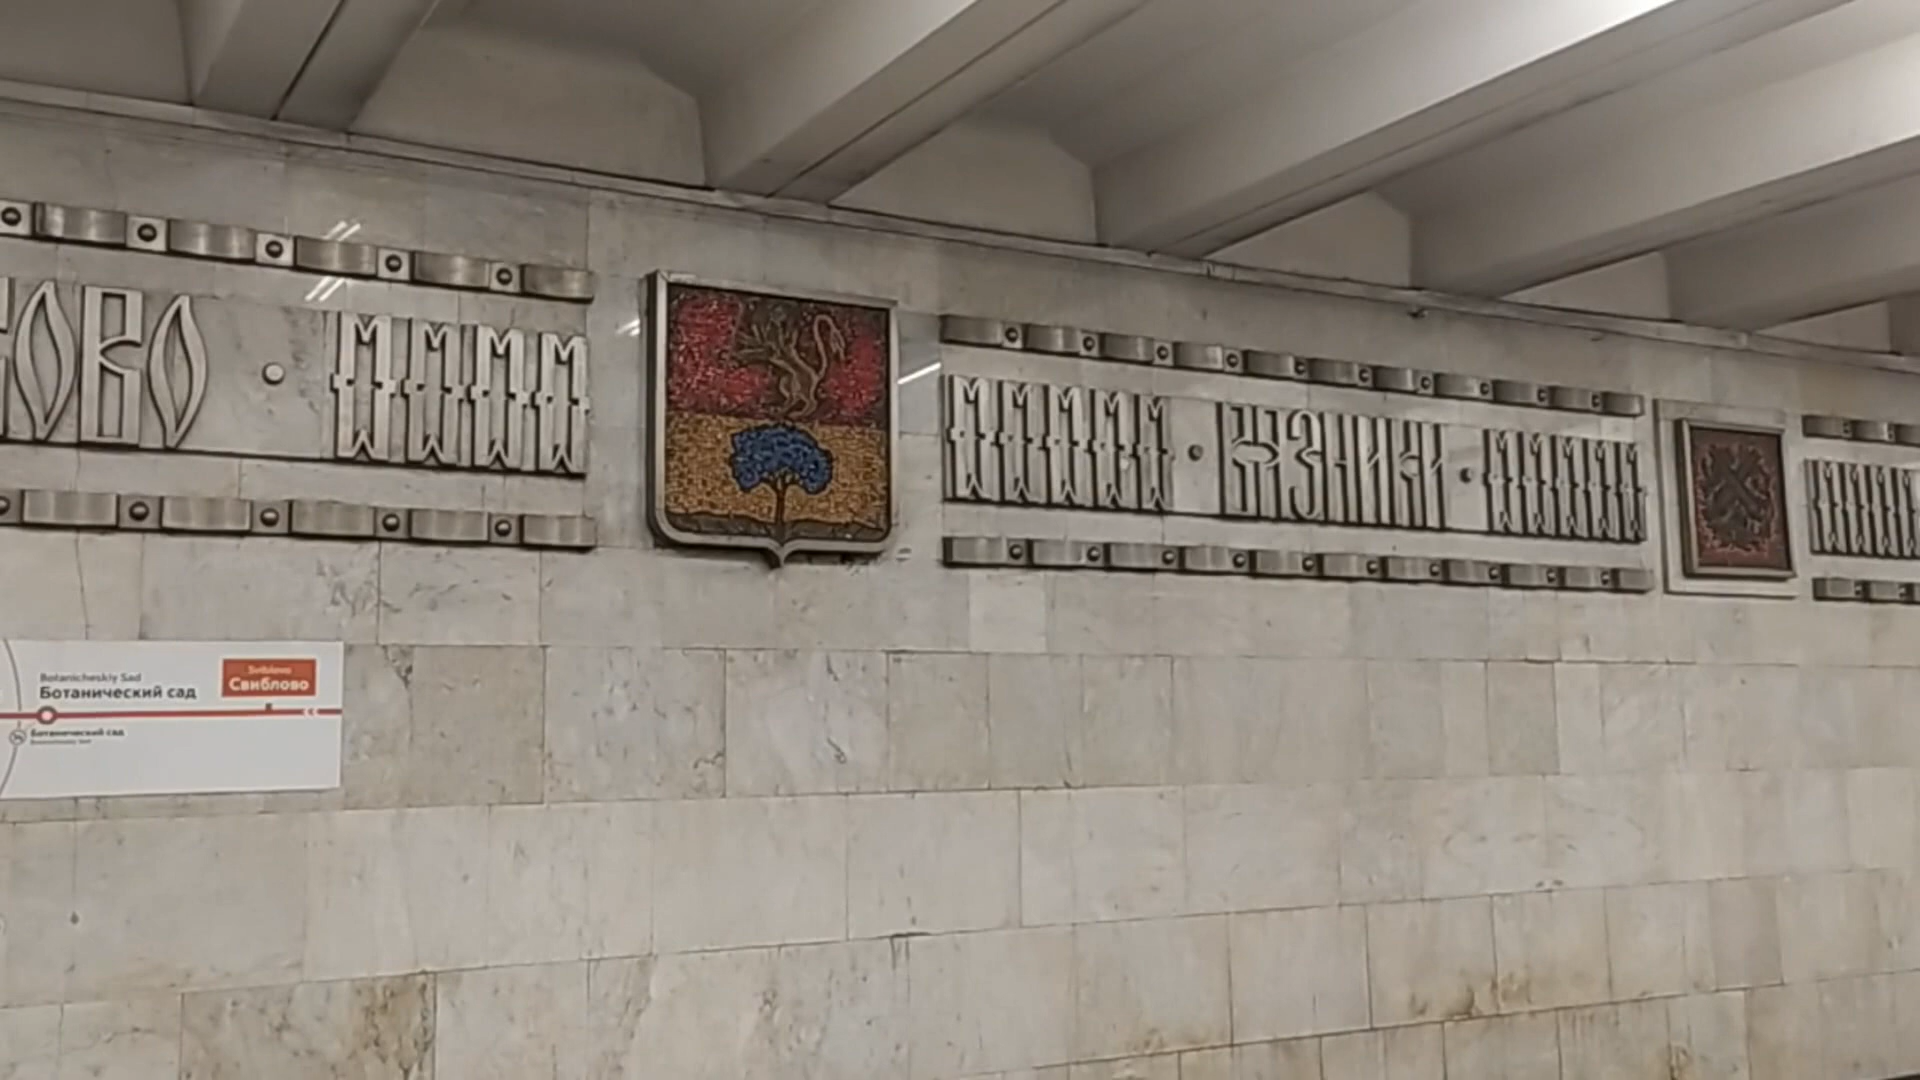 ОВО
ВЯЗНИКИ
Botanicheskiy Sad
Ботанический сад
Sviblovo
Свиблово
Ботанический сад